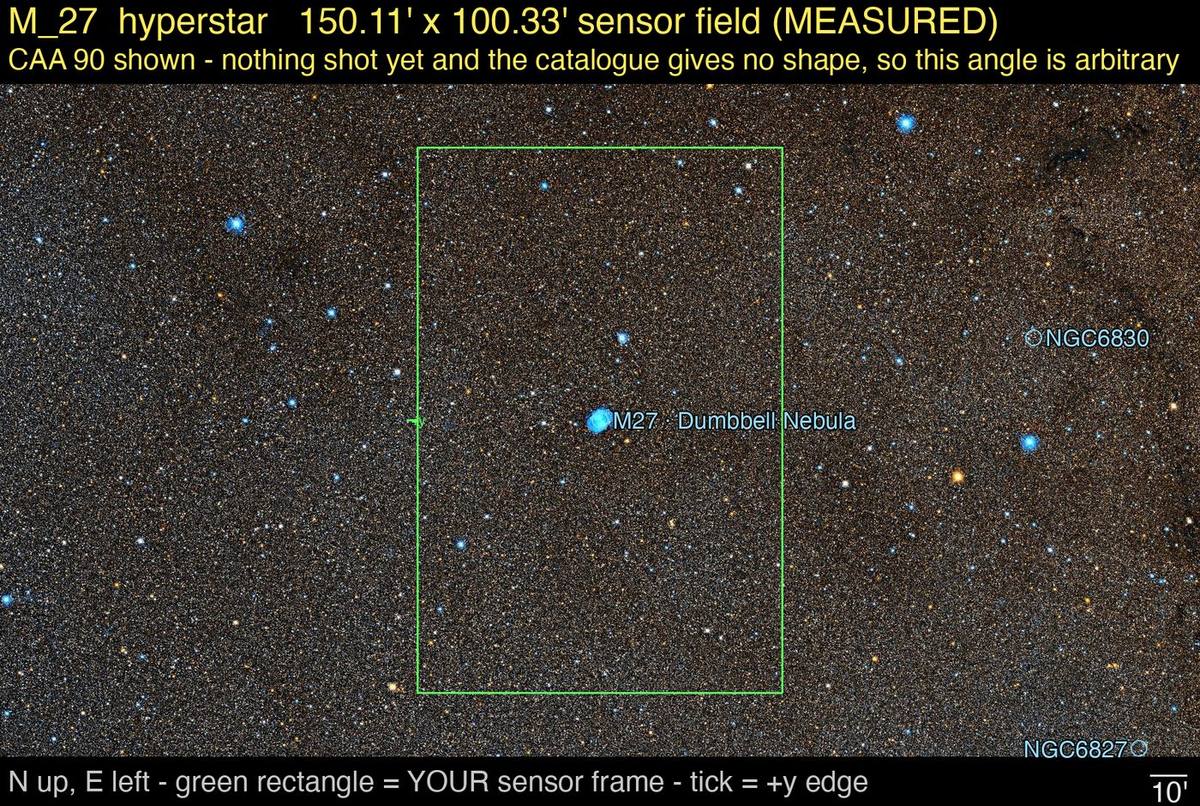 M_27 hyperstar 150.11' x 100.33' sensor field (MEASURED)
CAA 90 shown - nothing shot yet and the catalogue gives no shape, so this angle is arbitrary
NGC6830
M27 · Dumbbell Nebula
NGC6827
N up, E left - green rectangle = YOUR sensor frame - tick = +y edge
10'